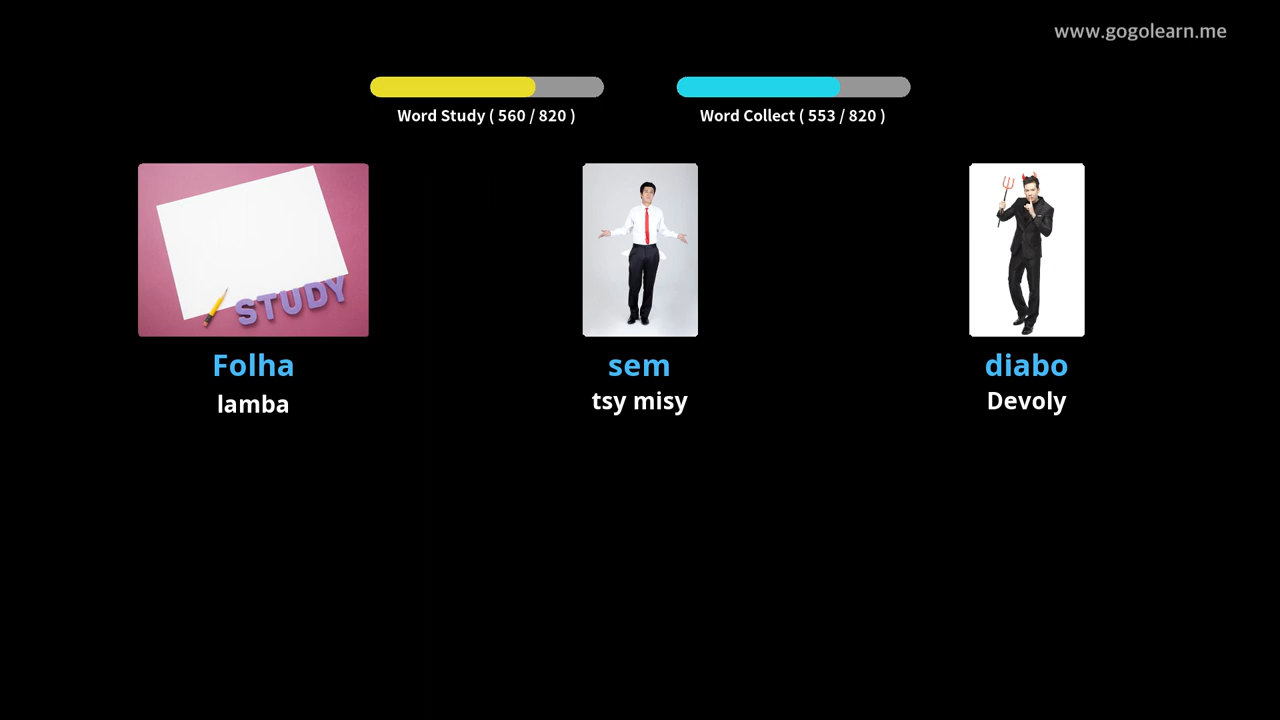 www.gogolearn.me
Word Study ( 560 / 820 )
Word Collect ( 553 / 820 )
STUDY
Folha
lamba
sem
tsy misy
diabo
Devoly